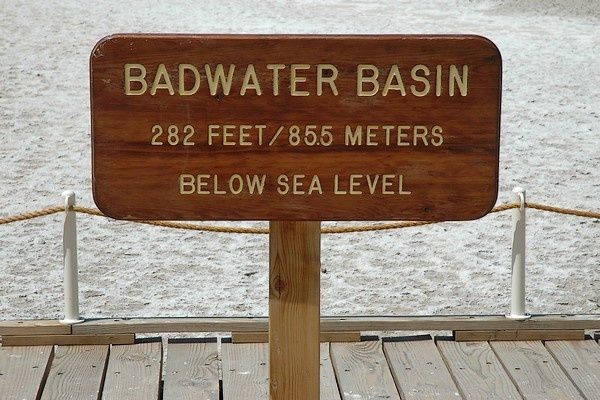 BADWATER BASIN
282 FEET/85.5 METERS
BELOW SEA LEVEL